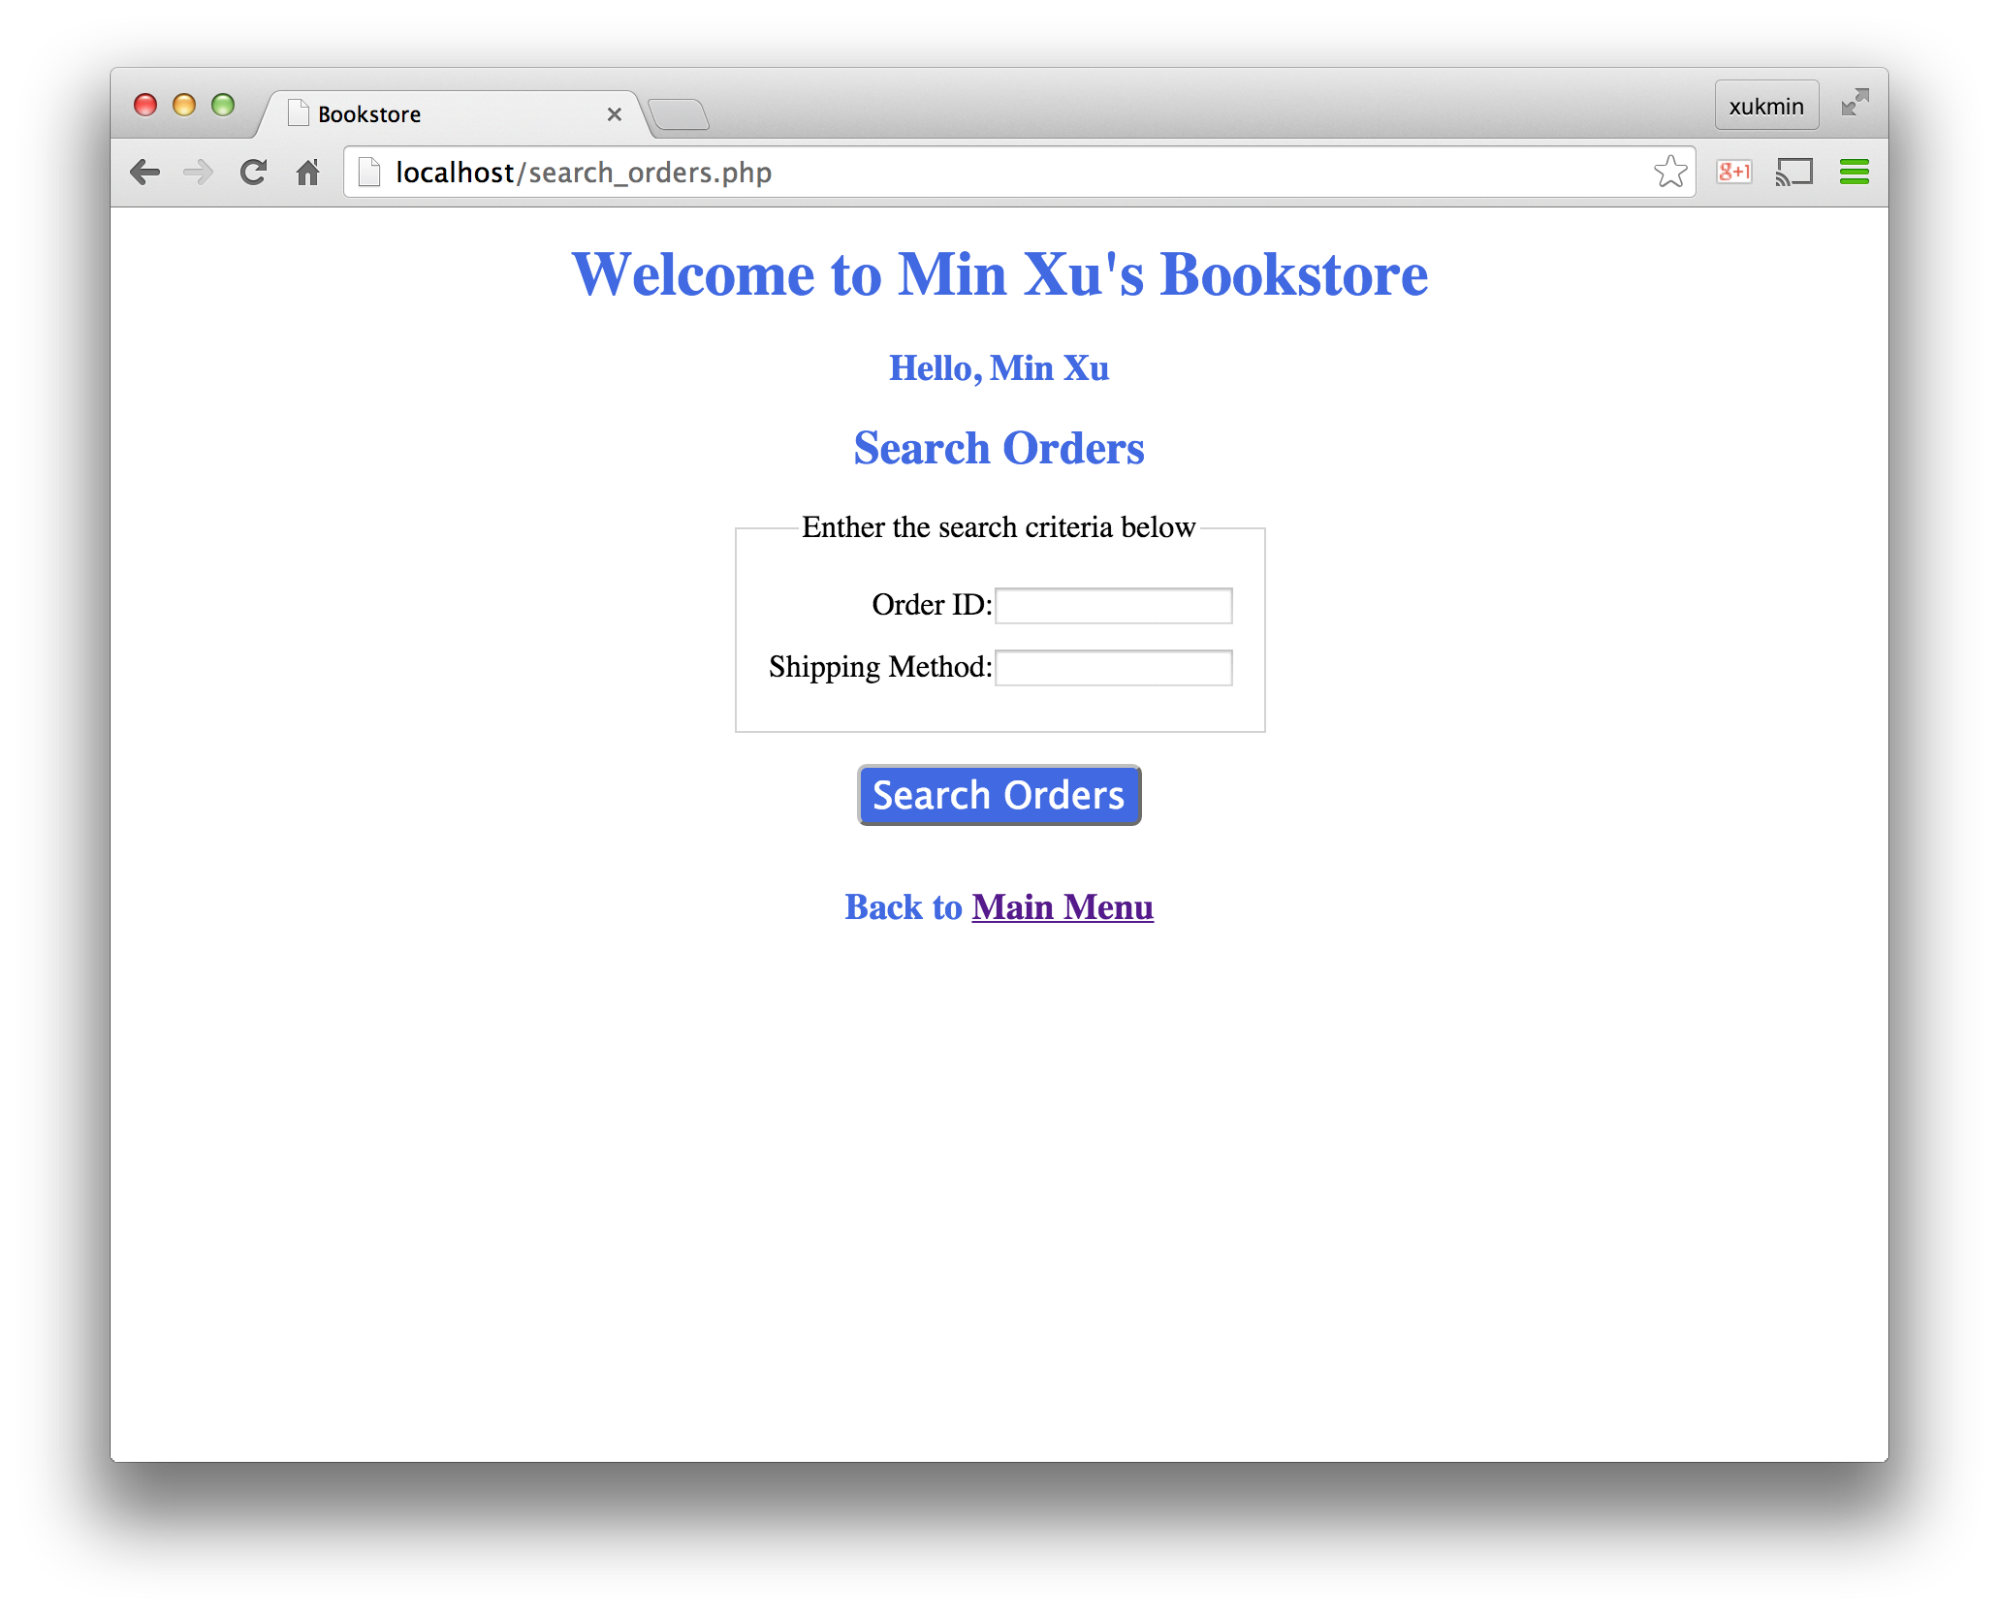 Bookstore
xukmin
localhost/search_orders.php
g+1
Welcome to Min Xu's Bookstore
Hello, Min Xu
Search Orders
Enther the search criteria below
Order ID:
Shipping Method:
Search Orders
Back to Main Menu